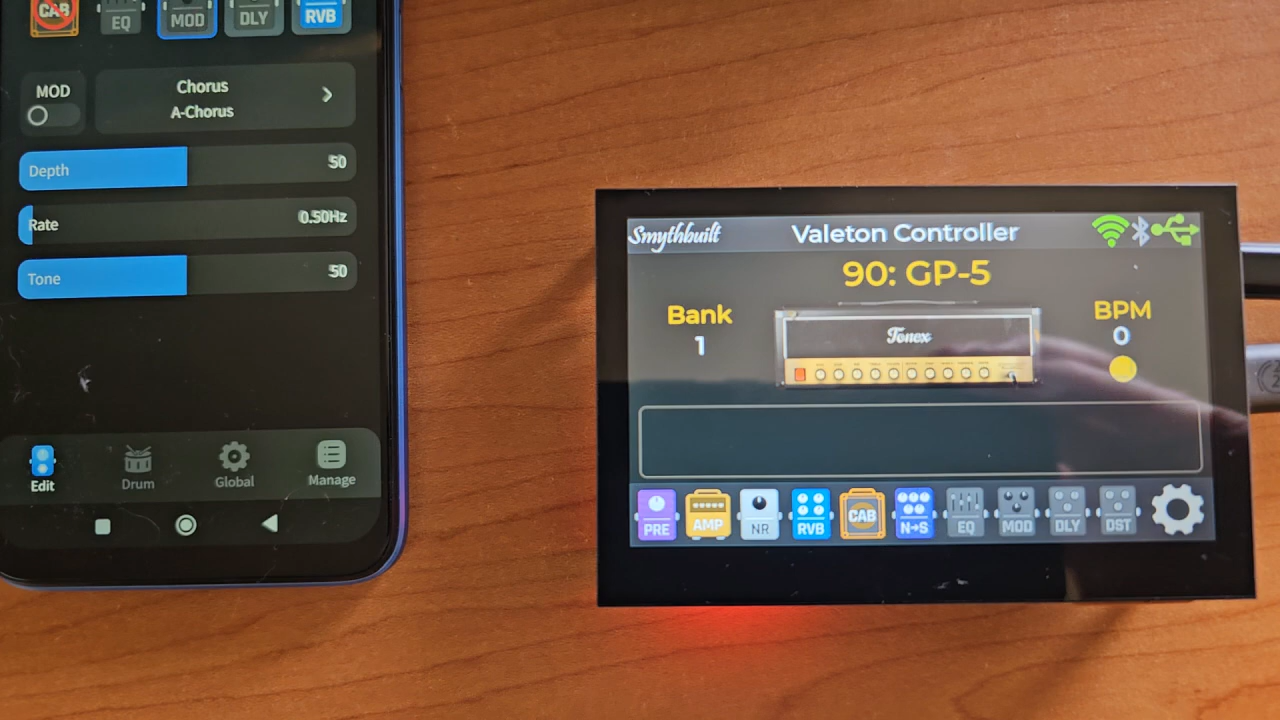 CAB
EQ
MOD
DLY
RVB
MOD
Chorus
A-Chorus
Depth
50
Rate
0.50Hz
Tone
50
Edit
Drum
Global
Manage
Smythbuilt
Valeton Controller
90: GP-5
Bank
1
Tonex
BPM
0
PRE
AMP
NR
RVB
CAB
N→S
EQ
MOD
DLY
DST